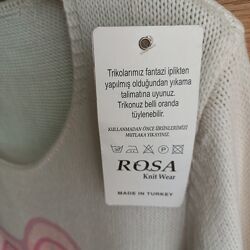 Trikolarımız fantazi iplikten
yapılmış olduğundan yıkama
talimatına uyunuz.
Trikonuz belli oranda
tüylenebilir.
KULLANMADAN ÖNCE ÜRÜNLERİMİZİ
MUTLAKA YIKAYINIZ.
ROSA
Knit Wear
MADE IN TURKEY